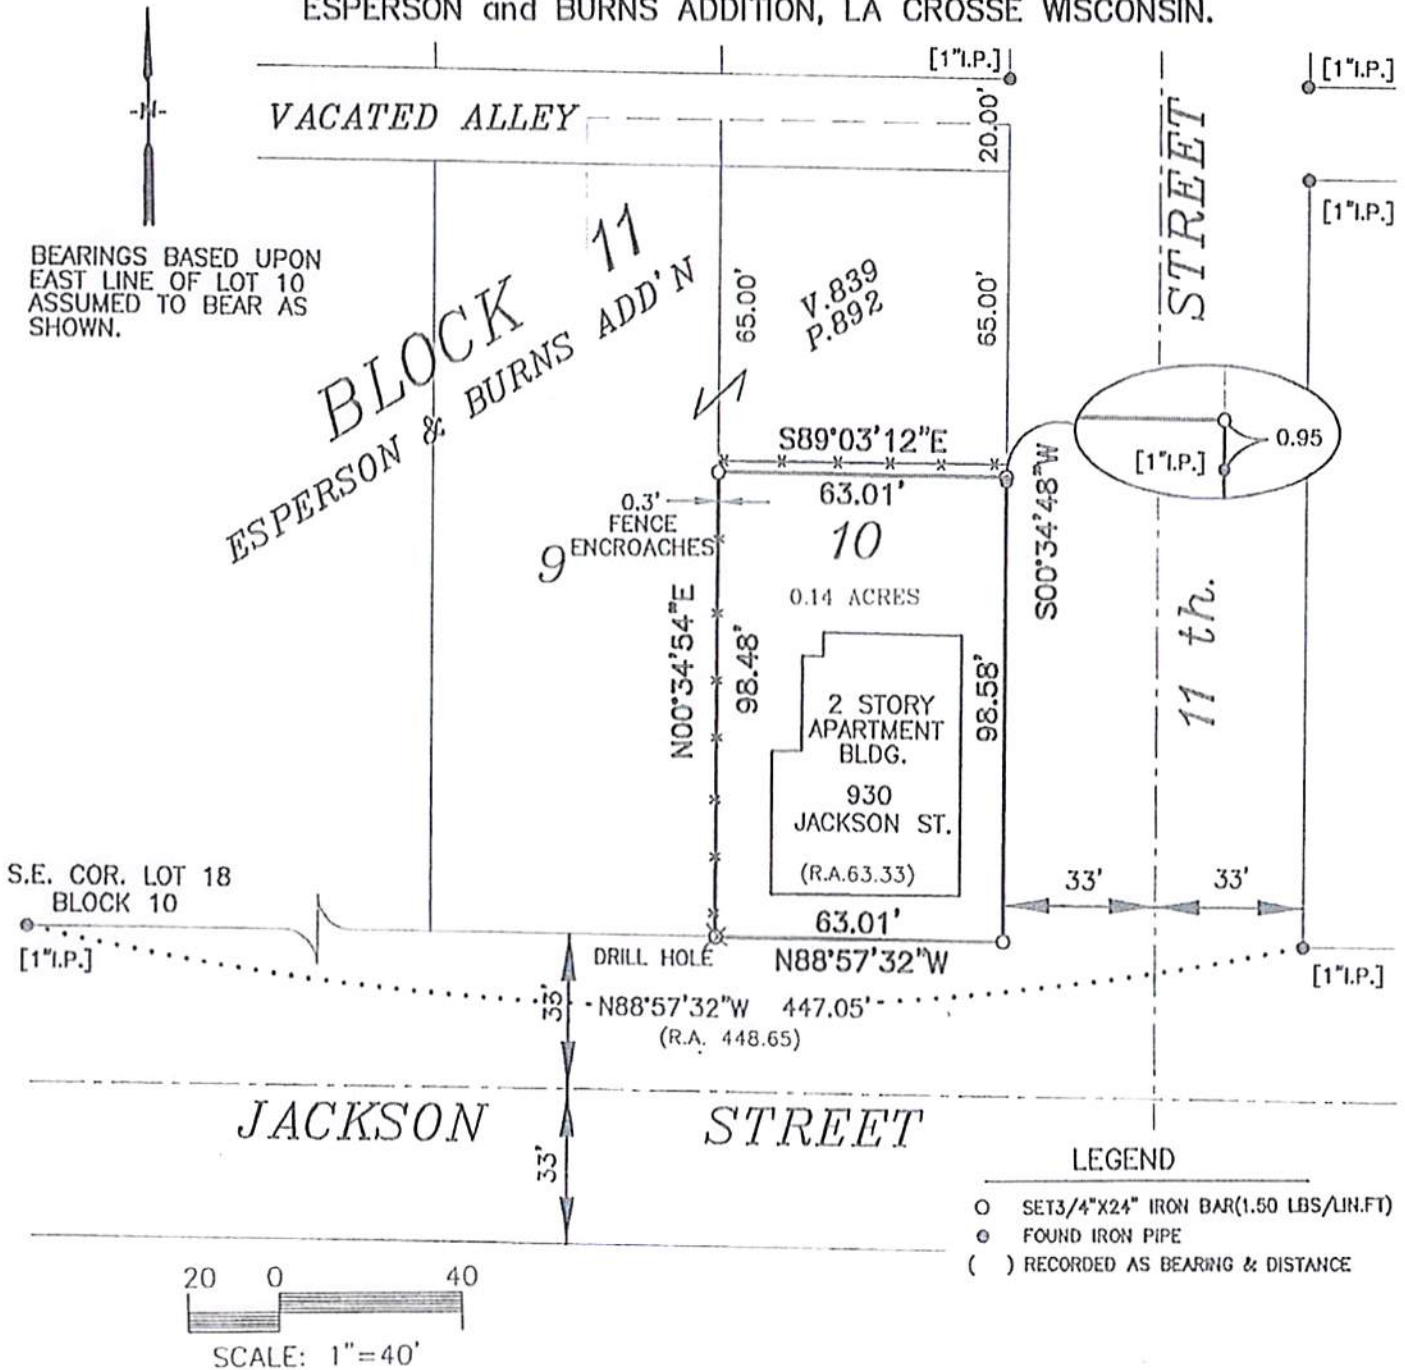 ESPERSON and BURNS ADDITION, LA CROSSE WISCONSIN.
[1"I.P.]
[1"I.P.]
-N-
VACATED ALLEY
20.00'
STREET
[1"I.P.]
BEARINGS BASED UPON
EAST LINE OF LOT 10
ASSUMED TO BEAR AS
SHOWN.
BLOCK 11
ESPERSON & BURNS ADD'N
65.00'
V.839
P.892
65.00'
S89°03'12"E
63.01'
[1"I.P.]
0.95
S00°34'48"W
0.3'
FENCE
ENCROACHES
9
10
0.14 ACRES
N00°34'54"E
98.48'
98.58'
11 th.
2 STORY
APARTMENT
BLDG.
930
JACKSON ST.
(R.A.63.33)
S.E. COR. LOT 18
BLOCK 10
[1"I.P.]
33'
33'
63.01'
DRILL HOLE
N88°57'32"W
[1"I.P.]
33'
N88°57'32"W 447.05'
(R.A. 448.65)
JACKSON STREET
33'
LEGEND
SET3/4"X24" IRON BAR(1.50 LBS/LIN.FT)
FOUND IRON PIPE
( ) RECORDED AS BEARING & DISTANCE
20 0 40
SCALE: 1"=40'